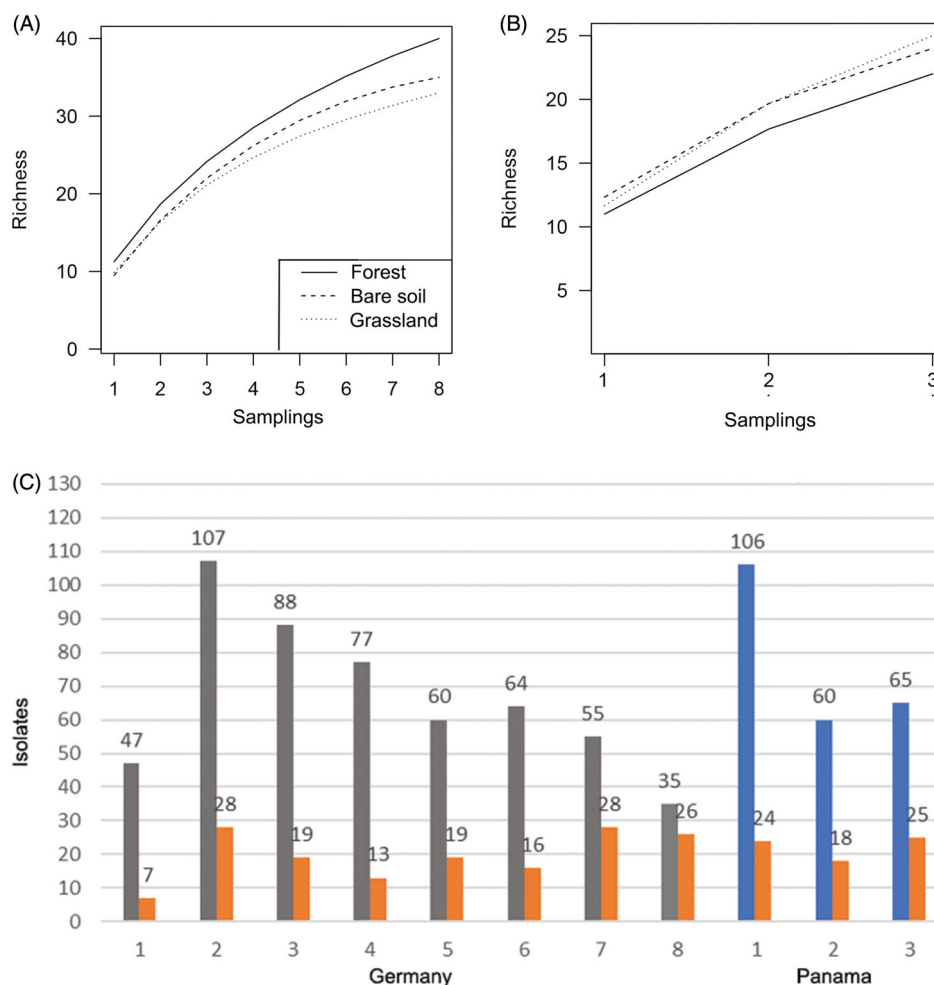 (A)
40
30
20
10
0
Richness
Forest
Bare soil
Grassland
1 2 3 4 5 6 7 8
Samplings
(B)
25
20
15
10
5
Richness
1 2 3
Samplings
(C)
130
120
110
100
90
80
70
60
50
40
30
20
10
0
Isolates
47 7 107 28 88 19 77 13 60 19 64 16 55 28 35 26 106 24 60 18 65 25
1 2 3 4 5 6 7 8 1 2 3
Germany Panama